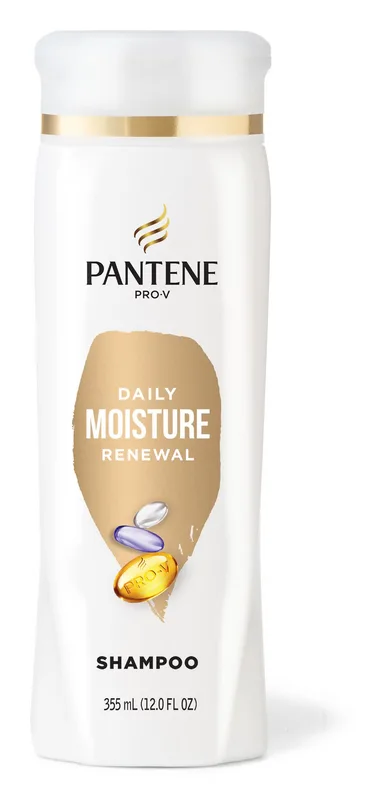 PANTENE
PRO-V
DAILY
MOISTURE
RENEWAL
PRO-V
SHAMPOO
355 mL (12.0 FL OZ)